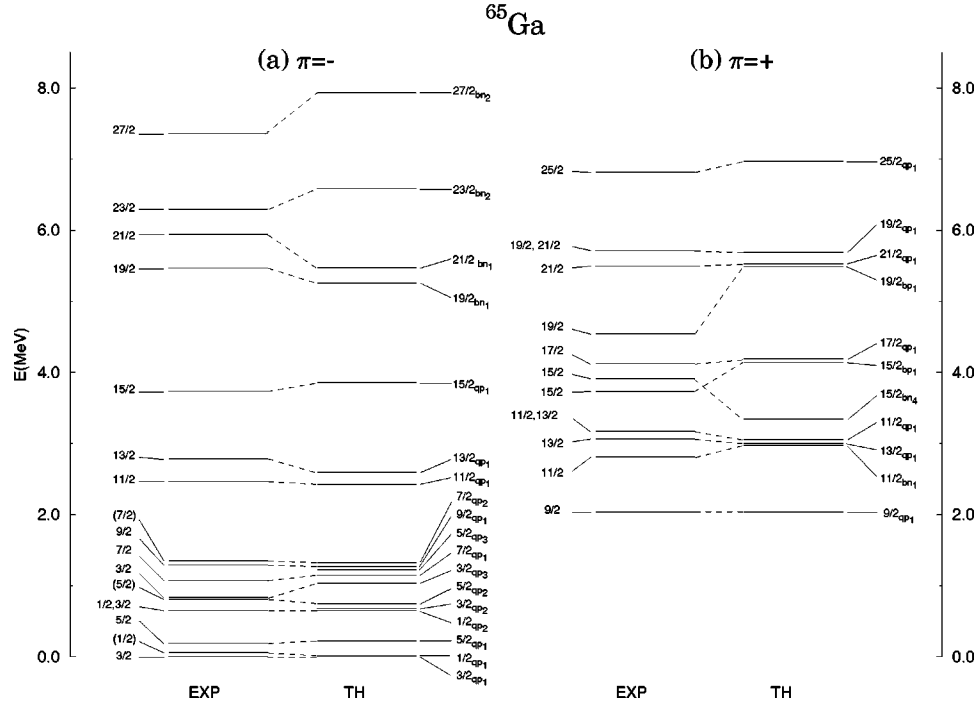 65Ga
(a) π=-
(b) π=+
8.0
6.0
4.0
2.0
0.0
E(MeV)
27/2
23/2
21/2
19/2
15/2
13/2
11/2
(7/2)
9/2
7/2
3/2
(5/2)
1/2,3/2
5/2
(1/2)
3/2
27/2bn2
23/2bn2
21/2 bn1
19/2bn1
15/2qp1
13/2qp1
11/2qp1
7/2qp2
9/2qp1
5/2qp3
7/2qp1
3/2qp3
5/2qp2
3/2qp2
1/2qp2
5/2qp1
1/2qp1
3/2qp1
EXP
TH
25/2
19/2, 21/2
21/2
19/2
17/2
15/2
15/2
11/2,13/2
13/2
11/2
9/2
25/2qp1
19/2qp1
21/2qp1
19/2bp1
17/2qp1
15/2bp1
15/2bn4
11/2qp1
13/2qp1
11/2bn1
9/2qp1
EXP
TH
8.0
6.0
4.0
2.0
0.0